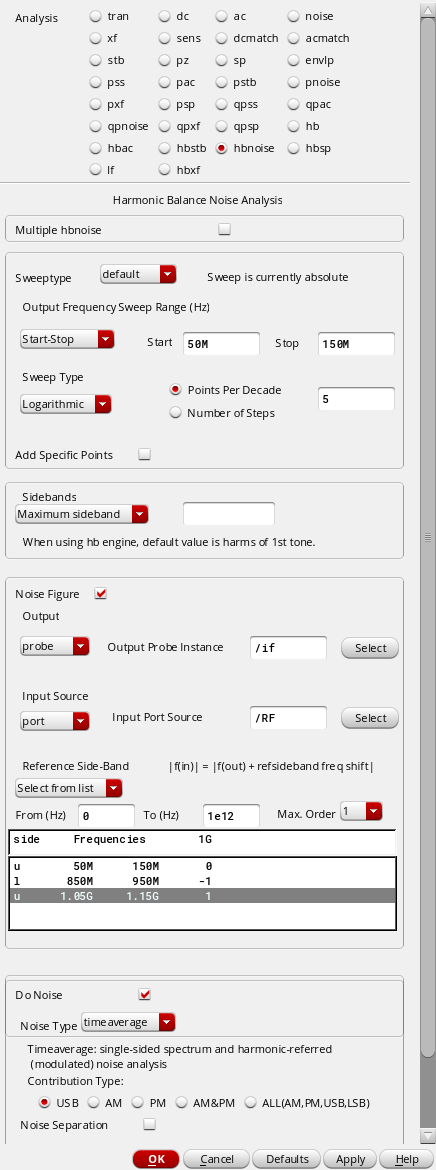 Analysis tran dc ac noise
xf sens dcmatch acmatch
stb pz sp envlp
pss pac pstb pnoise
pxf psp qpss qpac
qpnoise qpxf qpsp hb
hbac hbstb hbnoise hbsp
lf hbxf
Harmonic Balance Noise Analysis
Multiple hbnoise
Sweeptype default Sweep is currently absolute
Output Frequency Sweep Range (Hz)
Start-Stop Start 50M Stop 150M
Sweep Type
Points Per Decade
Logarithmic 5
Number of Steps
Add Specific Points
Sidebands
Maximum sideband
When using hb engine, default value is harms of 1st tone.
Noise Figure
Output
probe Output Probe Instance /if Select
Input Source
port Input Port Source /RF Select
Reference Side-Band |f(in)| = |f(out) + refsideband freq shift|
Select from list
From (Hz) 0 To (Hz) 1e12 Max. Order 1
side Frequencies 1G
u 50M 150M 0
l 850M 950M -1
u 1.05G 1.15G 1
Do Noise
Noise Type timeaverage
Timeaverage: single-sided spectrum and harmonic-referred
(modulated) noise analysis
Contribution Type:
USB AM PM AM&PM ALL(AM,PM,USB,LSB)
Noise Separation
OK Cancel Defaults Apply Help